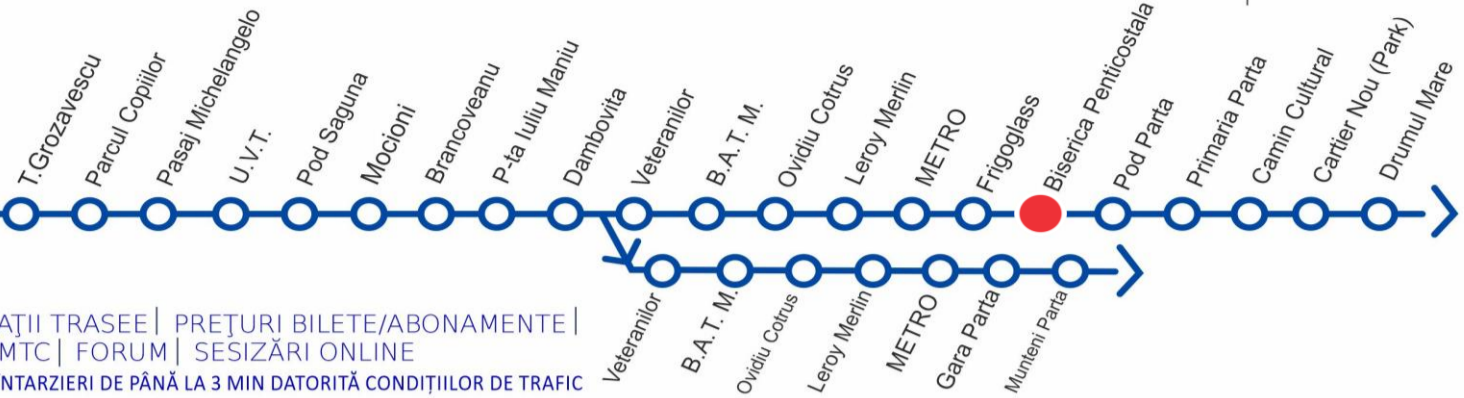 T.Grozavescu
Parcul Copiilor
Pasaj Michelangelo
U.V.T.
Pod Saguna
Mocioni
Brancoveanu
P-ta Iuliu Maniu
Dambovita
Veteranilor
B.A.T. M.
Ovidiu Cotrus
Leroy Merlin
METRO
Frigoglass
Biserica Penticostala
Pod Parta
Primaria Parta
Camin Cultural
Cartier Nou (Park)
Drumul Mare
Veteranilor
B.A.T. M.
Ovidiu Cotrus
Leroy Merlin
METRO
Gara Parta
Munteni Parta
AŢII TRASEE| PREŢURI BILETE/ABONAMENTE|
MTC| FORUM| SESIZĂRI ONLINE
NTARZIERI DE PÂNĂ LA 3 MIN DATORITĂ CONDIȚIILOR DE TRAFIC